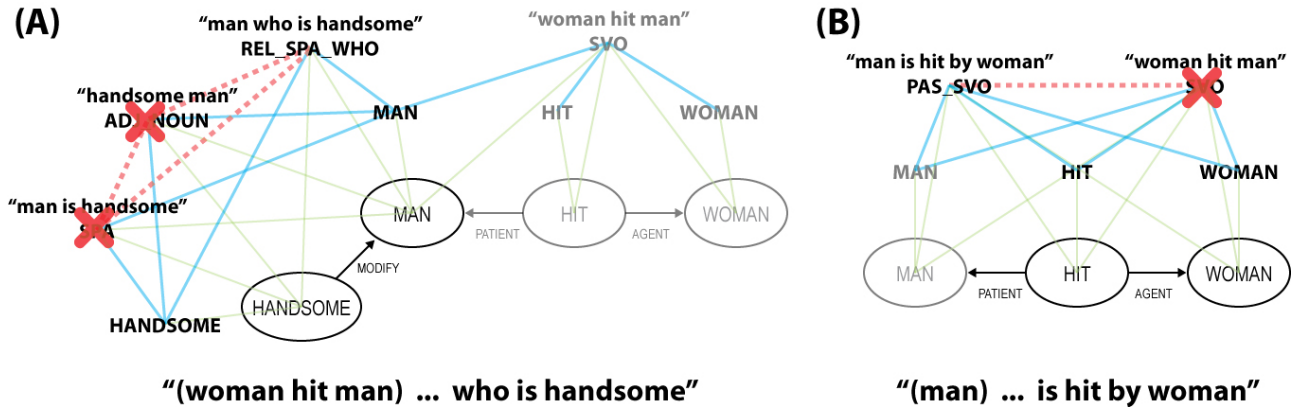 (A)
"man who is handsome"
REL_SPA_WHO
"woman hit man"
SVO
"handsome man"
NOUN
MAN
HIT
WOMAN
"man is handsome"
SPA
MAN
PATIENT
HIT
AGENT
WOMAN
MODIFY
HANDSOME
HANDSOME
"(woman hit man) ... who is handsome"
(B)
"man is hit by woman"
PAS_SVO
"woman hit man"
SVO
MAN
HIT
WOMAN
MAN
PATIENT
HIT
AGENT
WOMAN
"(man) ... is hit by woman"